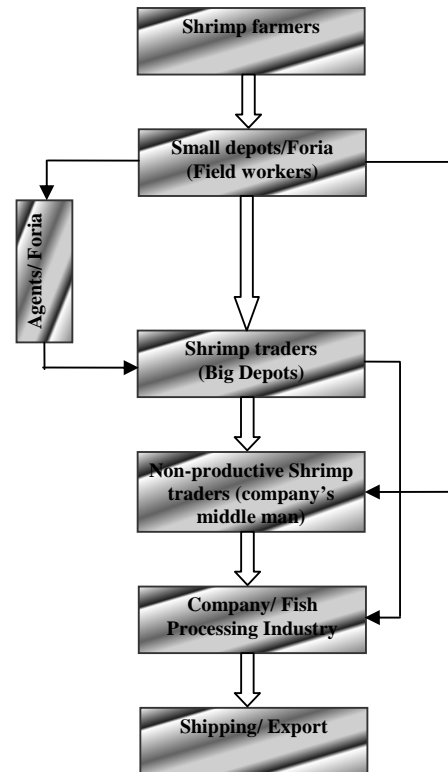 Shrimp farmers
Small depots/Foria
(Field workers)
Agents/ Foria
Shrimp traders
(Big Depots)
Non-productive Shrimp
traders (company's
middle man)
Company/ Fish
Processing Industry
Shipping/ Export